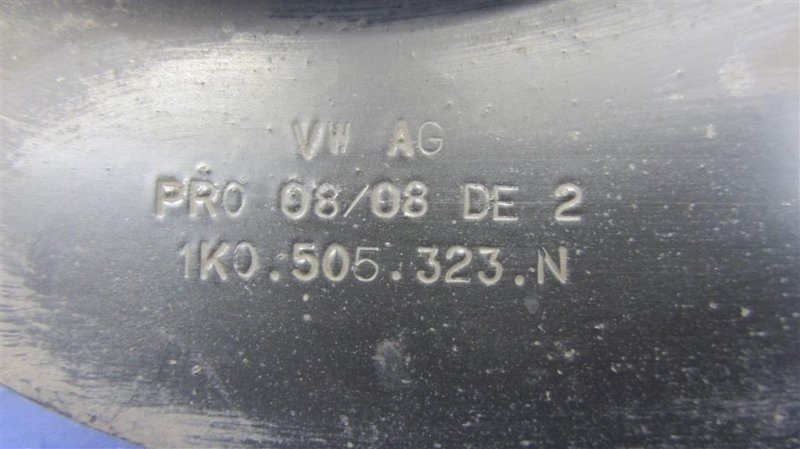 VW AG
PRO 08/08 DE 2
1K0.505.323.N